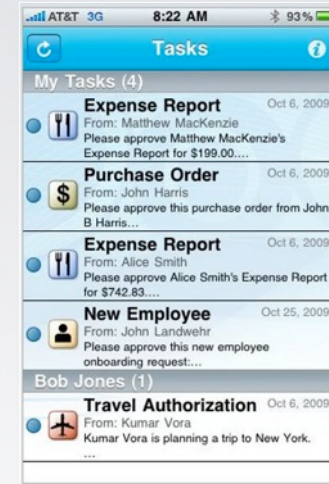 AT&T 3G 8:22 AM 93%
Tasks
My Tasks (4)
Expense Report Oct 6, 2009
From: Matthew MacKenzie
Please approve Matthew MacKenzie's
Expense Report for $199.00....
Purchase Order Oct 6, 2009
From: John Harris
Please approve this purchase order from John
B Harris...
Expense Report Oct 6, 2009
From: Alice Smith
Please approve Alice Smith's Expense Report
for $742.83....
New Employee Oct 25, 2009
From: John Landwehr
Please approve this new employee
onboarding request:...
Bob Jones (1)
Travel Authorization Oct 6, 2009
From: Kumar Vora
Kumar Vora is planning a trip to New York.
...